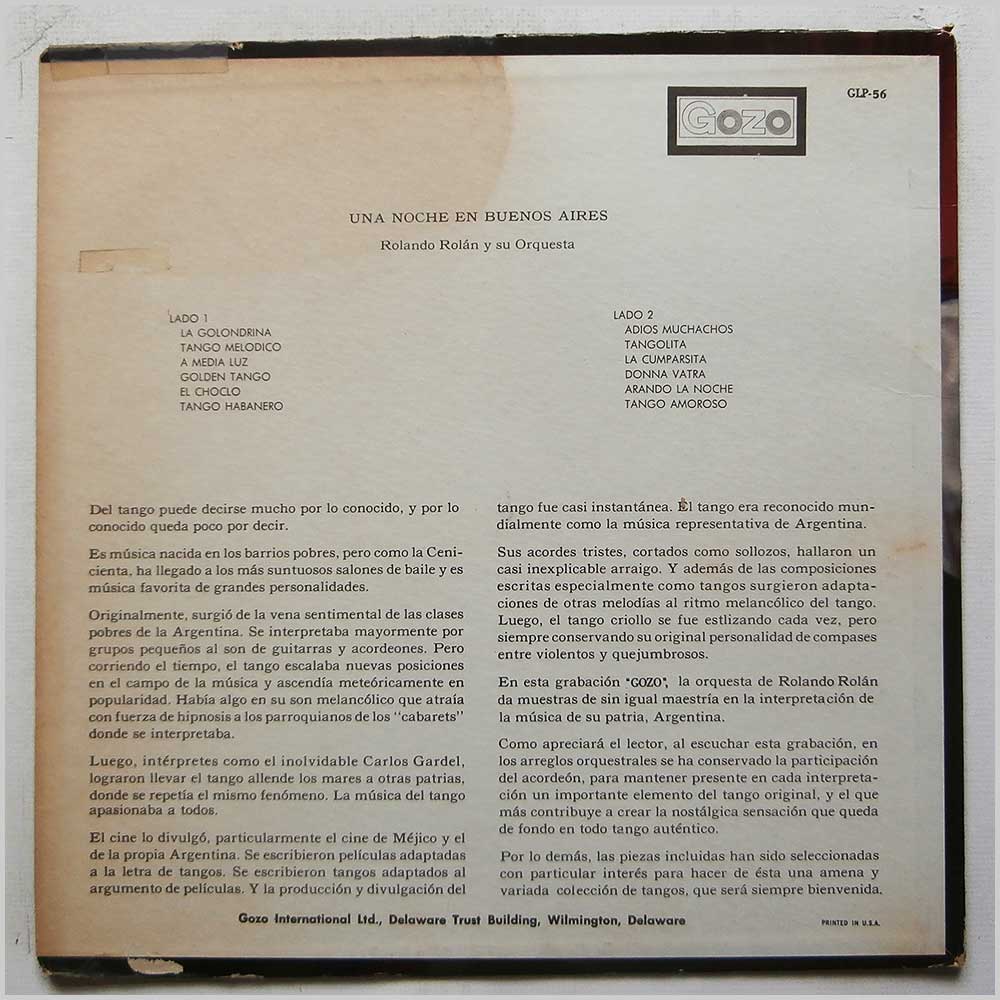 Gozo
GLP-56
UNA NOCHE EN BUENOS AIRES
Rolando Rolán y su Orquesta
LADO 1
LA GOLONDRINA
TANGO MELODICO
A MEDIA LUZ
GOLDEN TANGO
EL CHOCLO
TANGO HABANERO
LADO 2
ADIOS MUCHACHOS
TANGOLITA
LA CUMPARSITA
DONNA VATRA
ARANDO LA NOCHE
TANGO AMOROSO
Del tango puede decirse mucho por lo conocido, y por lo
conocido queda poco por decir.
Es música nacida en los barrios pobres, pero como la Ceni-
cienta, ha llegado a los más suntuosos salones de baile y es
música favorita de grandes personalidades.
Originalmente, surgió de la vena sentimental de las clases
pobres de la Argentina. Se interpretaba mayormente por
grupos pequeños al son de guitarras y acordeones. Pero
corriendo el tiempo, el tango escalaba nuevas posiciones
en el campo de la música y ascendía meteóricamente en
popularidad. Había algo en su son melancólico que atraía
con fuerza de hipnosis a los parroquianos de los "cabarets"
donde se interpretaba.
Luego, intérpretes como el inolvidable Carlos Gardel,
lograron llevar el tango allende los mares a otras patrias,
donde se repetía el mismo fenómeno. La música del tango
apasionaba a todos.
El cine lo divulgó, particularmente el cine de Méjico y el
de la propia Argentina. Se escribieron películas adaptadas
a la letra de tangos. Se escribieron tangos adaptados al
argumento de películas. Y la producción y divulgación del
tango fue casi instantánea. El tango era reconocido mun-
dialmente como la música representativa de Argentina.
Sus acordes tristes, cortados como sollozos, hallaron un
casi inexplicable arraigo. Y además de las composiciones
escritas especialmente como tangos surgieron adapta-
ciones de otras melodías al ritmo melancólico del tango.
Luego, el tango criollo se fue estlizando cada vez, pero
siempre conservando su original personalidad de compases
entre violentos y quejumbrosos.
En esta grabación "GOZO", la orquesta de Rolando Rolán
da muestras de sin igual maestría en la interpretación de
la música de su patria, Argentina.
Como apreciará el lector, al escuchar esta grabación, en
los arreglos orquestrales se ha conservado la participación
del acordeón, para mantener presente en cada interpreta-
ción un importante elemento del tango original, y el que
más contribuye a crear la nostálgica sensación que queda
de fondo en todo tango auténtico.
Por lo demás, las piezas incluidas han sido seleccionadas
con particular interés para hacer de ésta una amena y
variada colección de tangos, que será siempre bienvenida.
Gozo International Ltd., Delaware Trust Building, Wilmington, Delaware
PRINTED IN U.S.A.